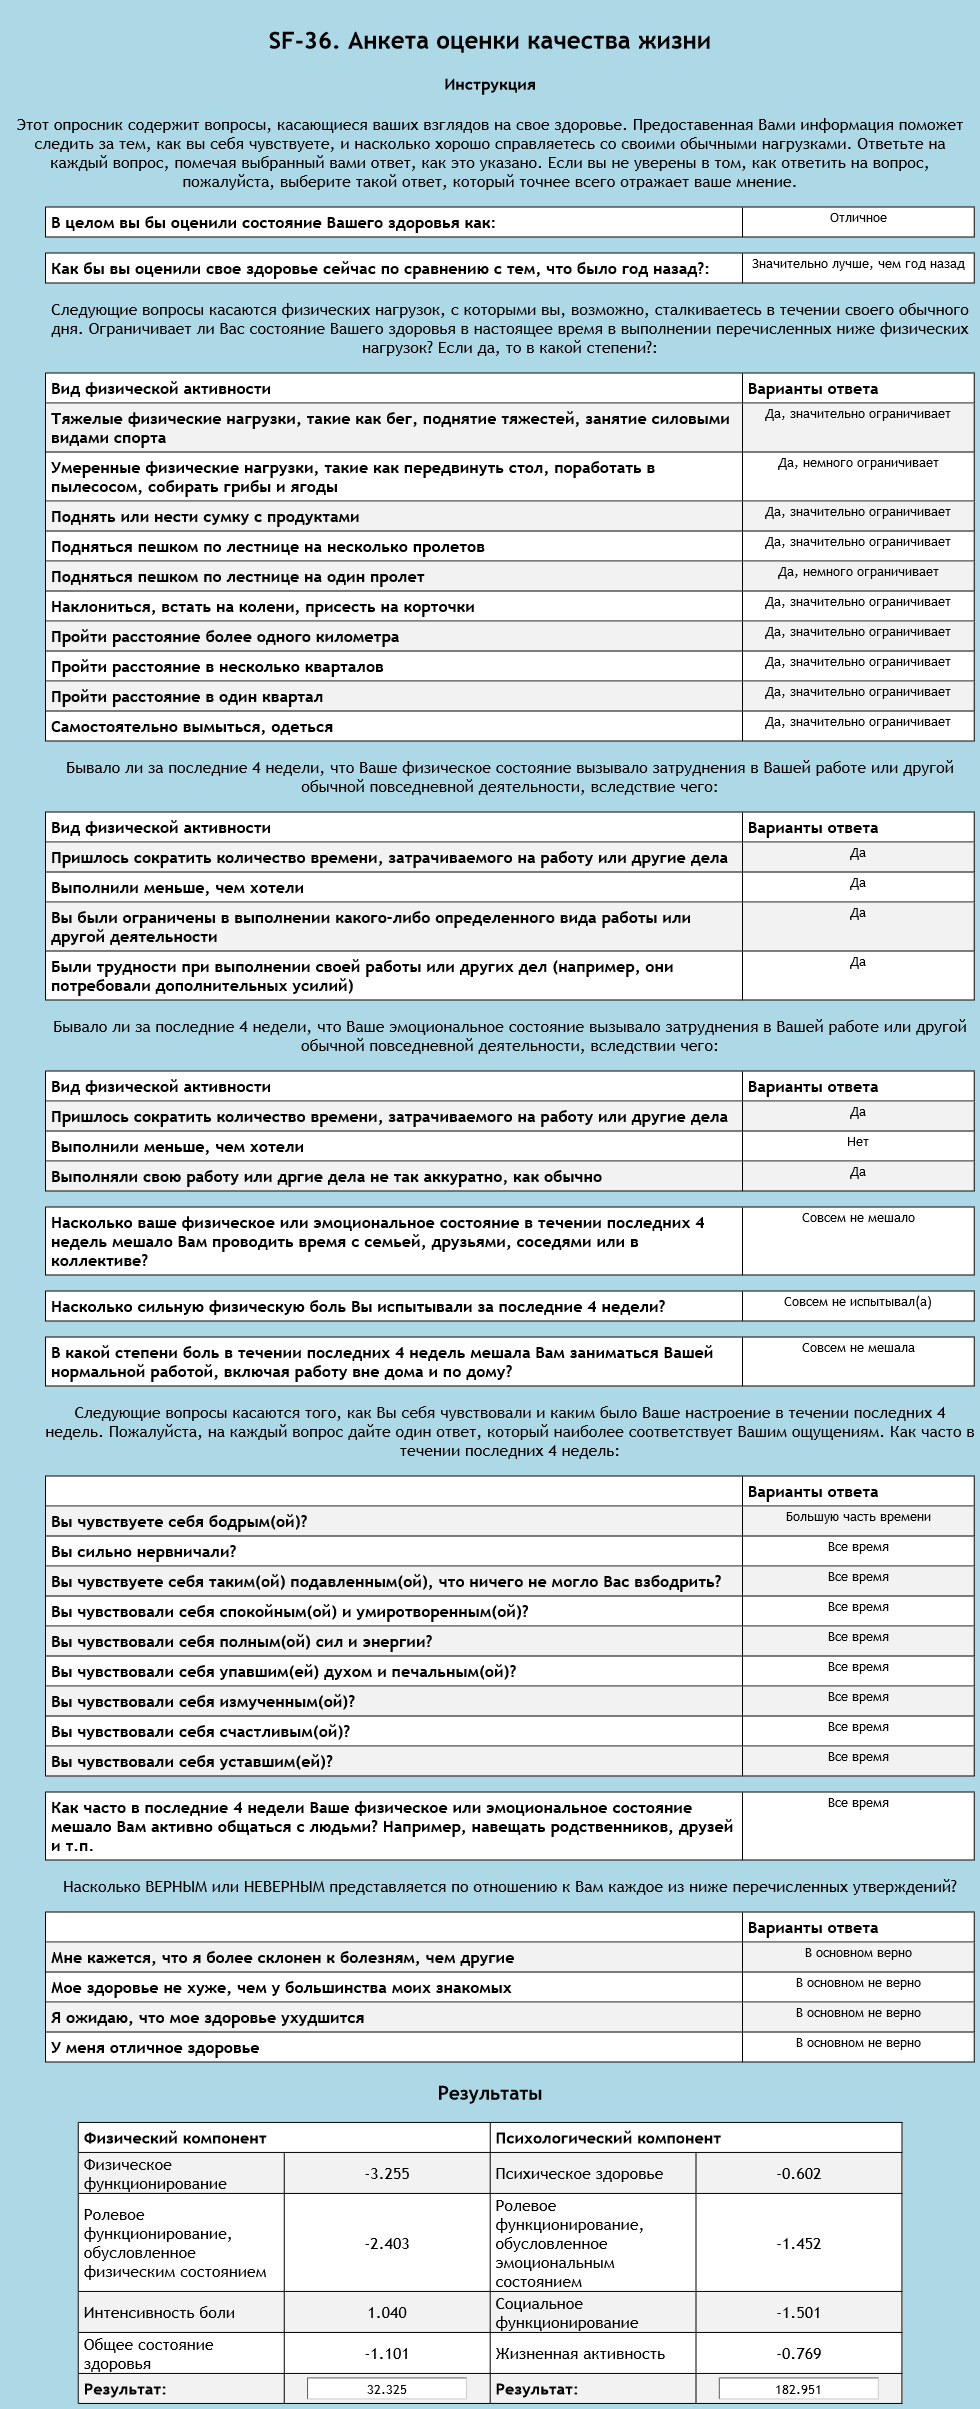 SF-36. Анкета оценки качества жизни
Инструкция
Этот опросник содержит вопросы, касающиеся ваших взглядов на свое здоровье. Предоставленная Вами информация поможет
следить за тем, как вы себя чувствуете, и насколько хорошо справляетесь со своими обычными нагрузками. Ответьте на
каждый вопрос, помечая выбранный вами ответ, как это указано. Если вы не уверены в том, как ответить на вопрос,
пожалуйста, выберите такой ответ, который точнее всего отражает ваше мнение.
В целом вы бы оценили состояние Вашего здоровья как: Отличное
Как бы вы оценили свое здоровье сейчас по сравнению с тем, что было год назад?: Значительно лучше, чем год назад
Следующие вопросы касаются физических нагрузок, с которыми вы, возможно, сталкиваетесь в течении своего обычного
дня. Ограничивает ли Вас состояние Вашего здоровья в настоящее время в выполнении перечисленных ниже физических
нагрузок? Если да, то в какой степени?:
Вид физической активности Варианты ответа
Тяжелые физические нагрузки, такие как бег, поднятие тяжестей, занятие силовыми Да, значительно ограничивает
видами спорта
Умеренные физические нагрузки, такие как передвинуть стол, поработать в Да, немного ограничивает
пылесосом, собирать грибы и ягоды
Поднять или нести сумку с продуктами Да, значительно ограничивает
Подняться пешком по лестнице на несколько пролетов Да, значительно ограничивает
Подняться пешком по лестнице на один пролет Да, немного ограничивает
Наклониться, встать на колени, присесть на корточки Да, значительно ограничивает
Пройти расстояние более одного километра Да, значительно ограничивает
Пройти расстояние в несколько кварталов Да, значительно ограничивает
Пройти расстояние в один квартал Да, значительно ограничивает
Самостоятельно вымыться, одеться Да, значительно ограничивает
Бывало ли за последние 4 недели, что Ваше физическое состояние вызывало затруднения в Вашей работе или другой
обычной повседневной деятельности, вследствие чего:
Вид физической активности Варианты ответа
Пришлось сократить количество времени, затрачиваемого на работу или другие дела Да
Выполнили меньше, чем хотели Да
Вы были ограничены в выполнении какого-либо определенного вида работы или Да
другой деятельности
Были трудности при выполнении своей работы или других дел (например, они Да
потребовали дополнительных усилий)
Бывало ли за последние 4 недели, что Ваше эмоциональное состояние вызывало затруднения в Вашей работе или другой
обычной повседневной деятельности, вследствии чего:
Вид физической активности Варианты ответа
Пришлось сократить количество времени, затрачиваемого на работу или другие дела Да
Выполнили меньше, чем хотели Нет
Выполняли свою работу или дргие дела не так аккуратно, как обычно Да
Насколько ваше физическое или эмоциональное состояние в течении последних 4 Совсем не мешало
недель мешало Вам проводить время с семьей, друзьями, соседями или в
коллективе?
Насколько сильную физическую боль Вы испытывали за последние 4 недели? Совсем не испытывал(а)
В какой степени боль в течении последних 4 недель мешала Вам заниматься Вашей Совсем не мешала
нормальной работой, включая работу вне дома и по дому?
Следующие вопросы касаются того, как Вы себя чувствовали и каким было Ваше настроение в течении последних 4
недель. Пожалуйста, на каждый вопрос дайте один ответ, который наиболее соответствует Вашим ощущениям. Как часто в
течении последних 4 недель:
Варианты ответа
Вы чувствуете себя бодрым(ой)? Большую часть времени
Вы сильно нервничали? Все время
Вы чувствуете себя таким(ой) подавленным(ой), что ничего не могло Вас взбодрить? Все время
Вы чувствовали себя спокойным(ой) и умиротворенным(ой)? Все время
Вы чувствовали себя полным(ой) сил и энергии? Все время
Вы чувствовали себя упавшим(ей) духом и печальным(ой)? Все время
Вы чувствовали себя измученным(ой)? Все время
Вы чувствовали себя счастливым(ой)? Все время
Вы чувствовали себя уставшим(ей)? Все время
Как часто в последние 4 недели Ваше физическое или эмоциональное состояние Все время
мешало Вам активно общаться с людьми? Например, навещать родственников, друзей
и т.п.
Насколько ВЕРНЫМ или НЕВЕРНЫМ представляется по отношению к Вам каждое из ниже перечисленных утверждений?
Варианты ответа
Мне кажется, что я более склонен к болезням, чем другие В основном верно
Мое здоровье не хуже, чем у большинства моих знакомых В основном не верно
Я ожидаю, что мое здоровье ухудшится В основном не верно
У меня отличное здоровье В основном не верно
Результаты
Физический компонент Психологический компонент
Физическое
функционирование -3.255 Психическое здоровье -0.602
Ролевое
функционирование,
обусловленное
физическим состоянием -2.403 Ролевое
функционирование,
обусловленное
эмоциональным
состоянием -1.452
Интенсивность боли 1.040 Социальное
функционирование -1.501
Общее состояние
здоровья -1.101 Жизненная активность -0.769
Результат: 32.325 Результат: 182.951